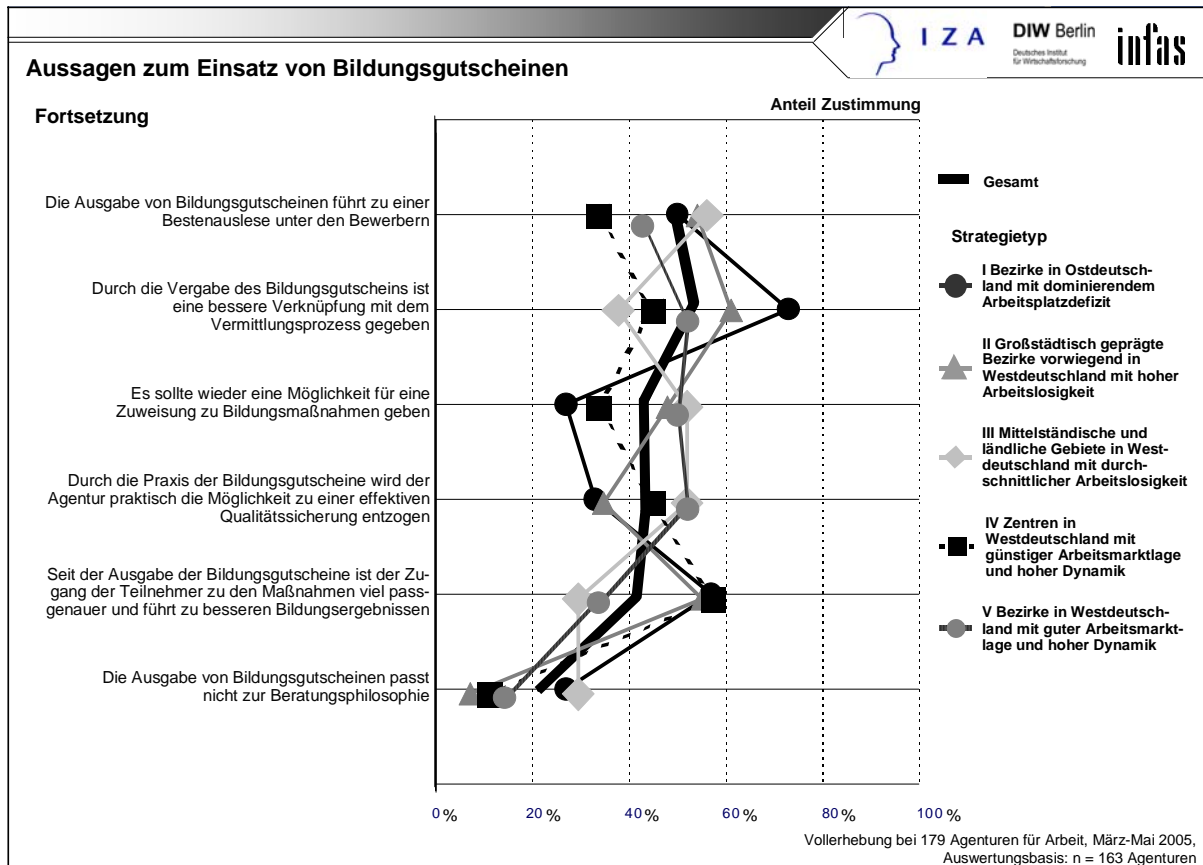 I Z A
DIW Berlin
Deutsches Institut
für Wirtschaftsforschung
infas
Aussagen zum Einsatz von Bildungsgutscheinen
Fortsetzung
Anteil Zustimmung
Die Ausgabe von Bildungsgutscheinen führt zu einer
Bestenauslese unter den Bewerbern
Durch die Vergabe des Bildungsgutscheins ist
eine bessere Verknüpfung mit dem
Vermittlungsprozess gegeben
Es sollte wieder eine Möglichkeit für eine
Zuweisung zu Bildungsmaßnahmen geben
Durch die Praxis der Bildungsgutscheine wird der
Agentur praktisch die Möglichkeit zu einer effektiven
Qualitätssicherung entzogen
Seit der Ausgabe der Bildungsgutscheine ist der Zu-
gang der Teilnehmer zu den Maßnahmen viel pass-
genauer und führt zu besseren Bildungsergebnissen
Die Ausgabe von Bildungsgutscheinen passt
nicht zur Beratungsphilosophie
0 % 20 % 40 % 60 % 80 % 100 %
Gesamt
Strategietyp
I Bezirke in Ostdeutsch-
land mit dominierendem
Arbeitsplatzdefizit
II Großstädtisch geprägte
Bezirke vorwiegend in
Westdeutschland mit hoher
Arbeitslosigkeit
III Mittelständische und
ländliche Gebiete in West-
deutschland mit durch-
schnittlicher Arbeitslosigkeit
IV Zentren in
Westdeutschland mit
günstiger Arbeitsmarktlage
und hoher Dynamik
V Bezirke in Westdeutsch-
land mit guter Arbeitsmarkt-
lage und hoher Dynamik
Vollerhebung bei 179 Agenturen für Arbeit, März-Mai 2005,
Auswertungsbasis: n = 163 Agenturen